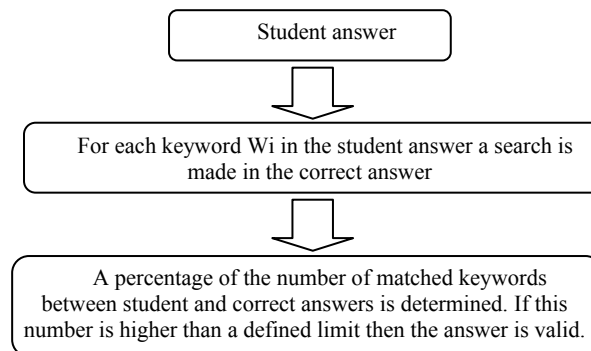 Student answer
For each keyword Wi in the student answer a search is
made in the correct answer
A percentage of the number of matched keywords
between student and correct answers is determined. If this
number is higher than a defined limit then the answer is valid.